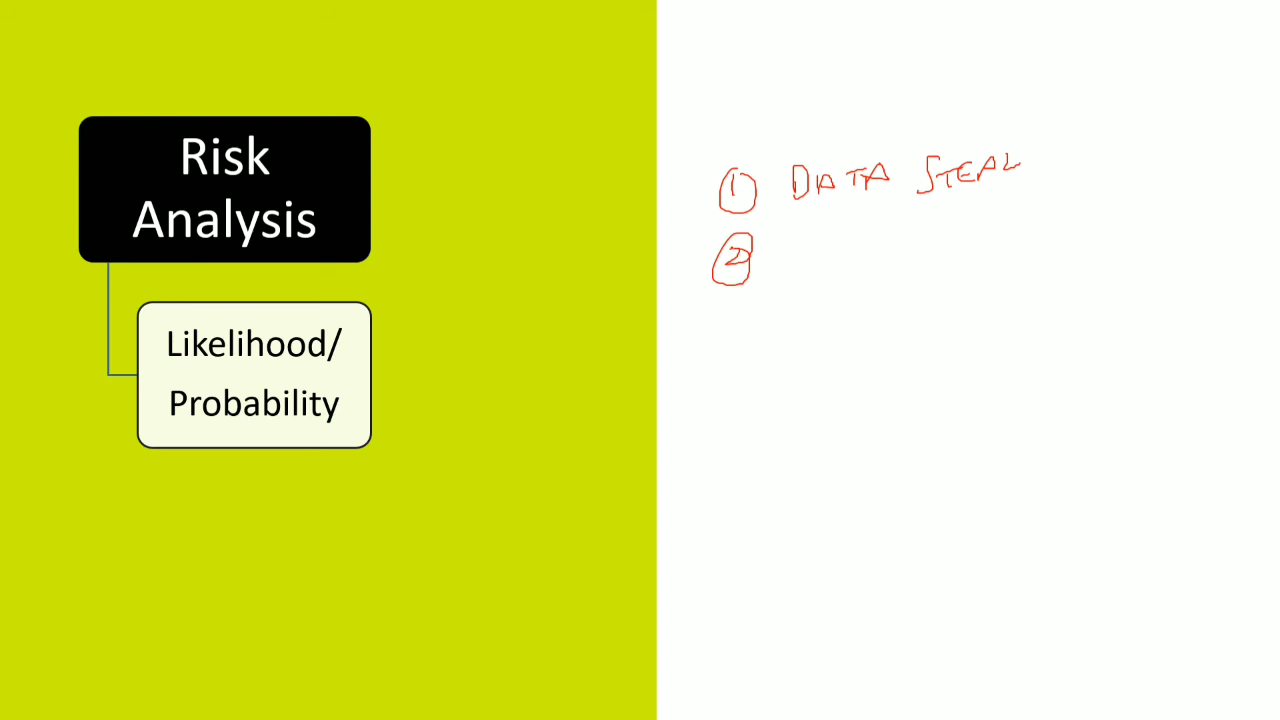 Risk
Analysis
Likelihood/
Probability
1 DATA STEAL
2